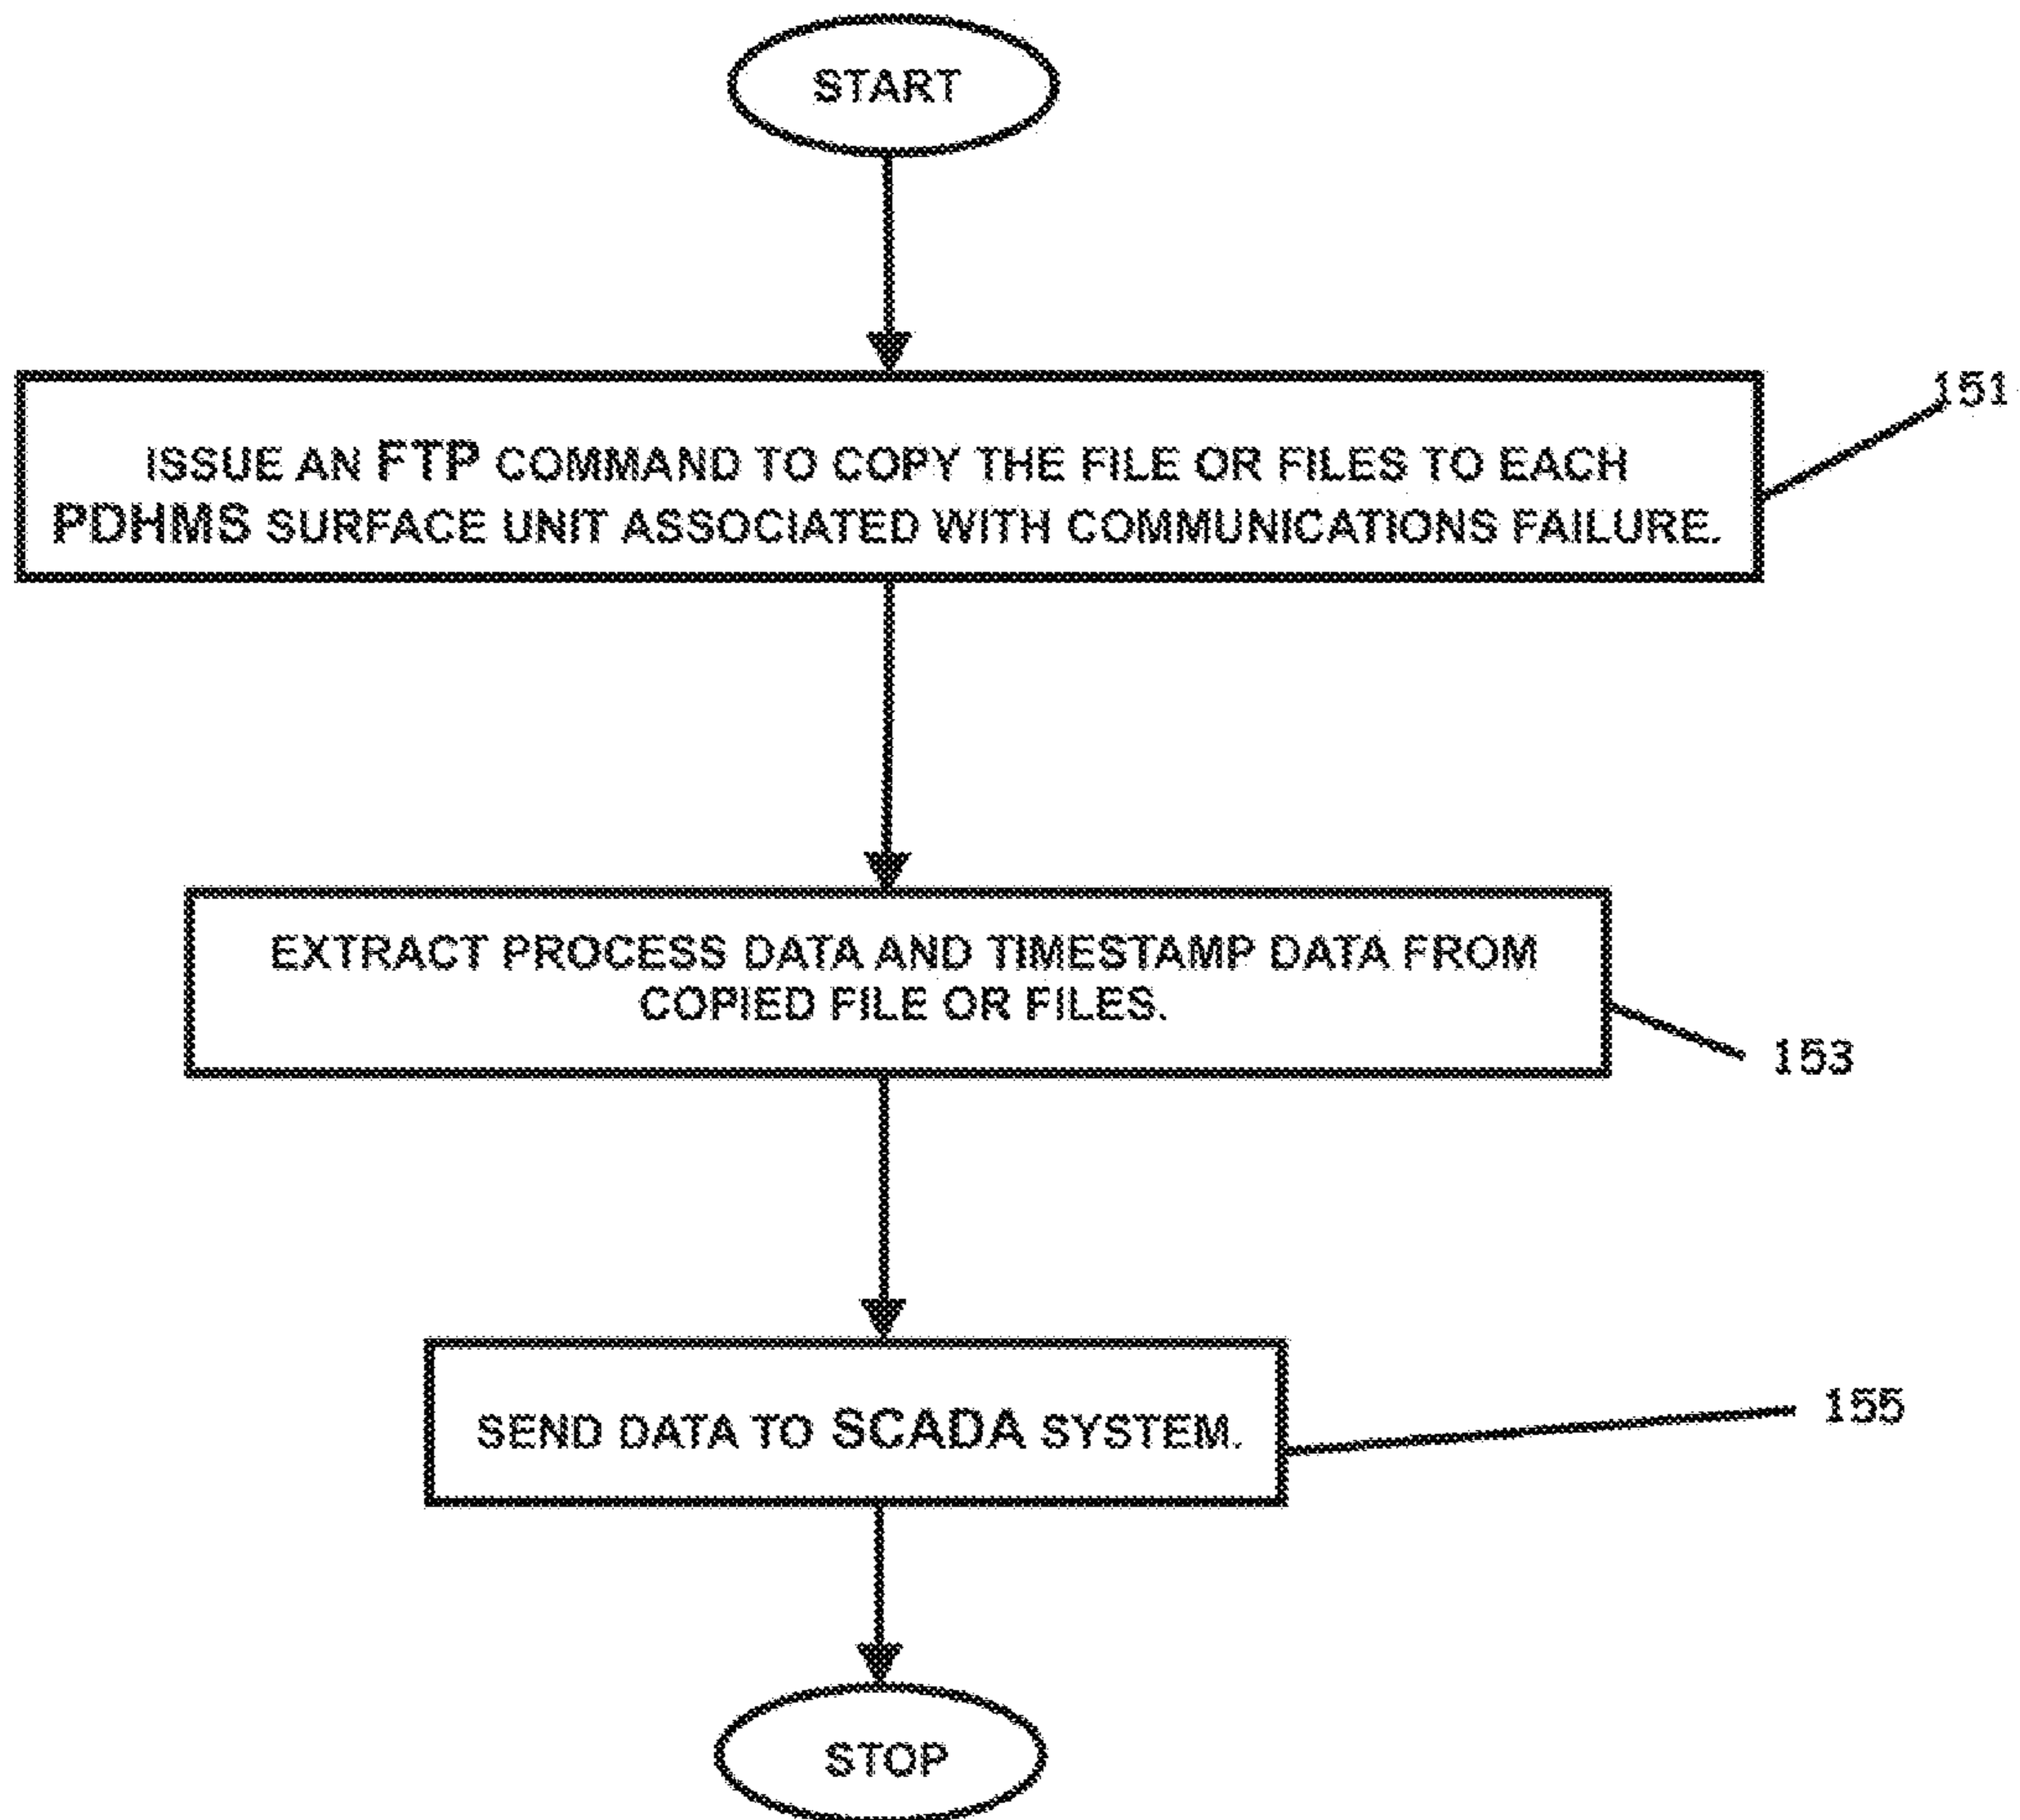 START
151
ISSUE AN FTP COMMAND TO COPY THE FILE OR FILES TO EACH
PDHMS SURFACE UNIT ASSOCIATED WITH COMMUNICATIONS FAILURE.
EXTRACT PROCESS DATA AND TIMESTAMP DATA FROM
COPIED FILE OR FILES.
153
SEND DATA TO SCADA SYSTEM.
155
STOP